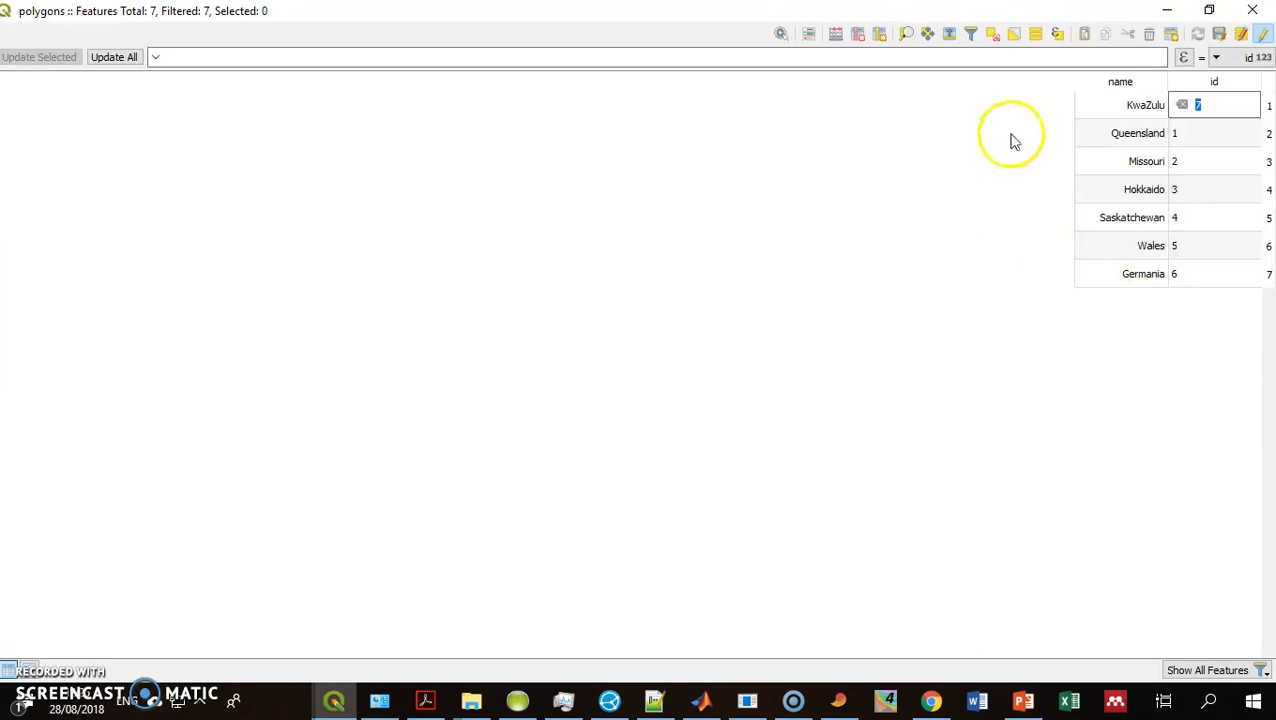 polygons :: Features Total: 7, Filtered: 7, Selected: 0
Update Selected Update All ε = id 123
name id
KwaZulu 7 1
Queensland 1 2
Missouri 2 3
Hokkaido 3 4
Saskatchewan 4 5
Wales 5 6
Germania 6 7
Show All Features
RECORDED WITH
SCREENCAST MATIC
ENG
28/08/2018